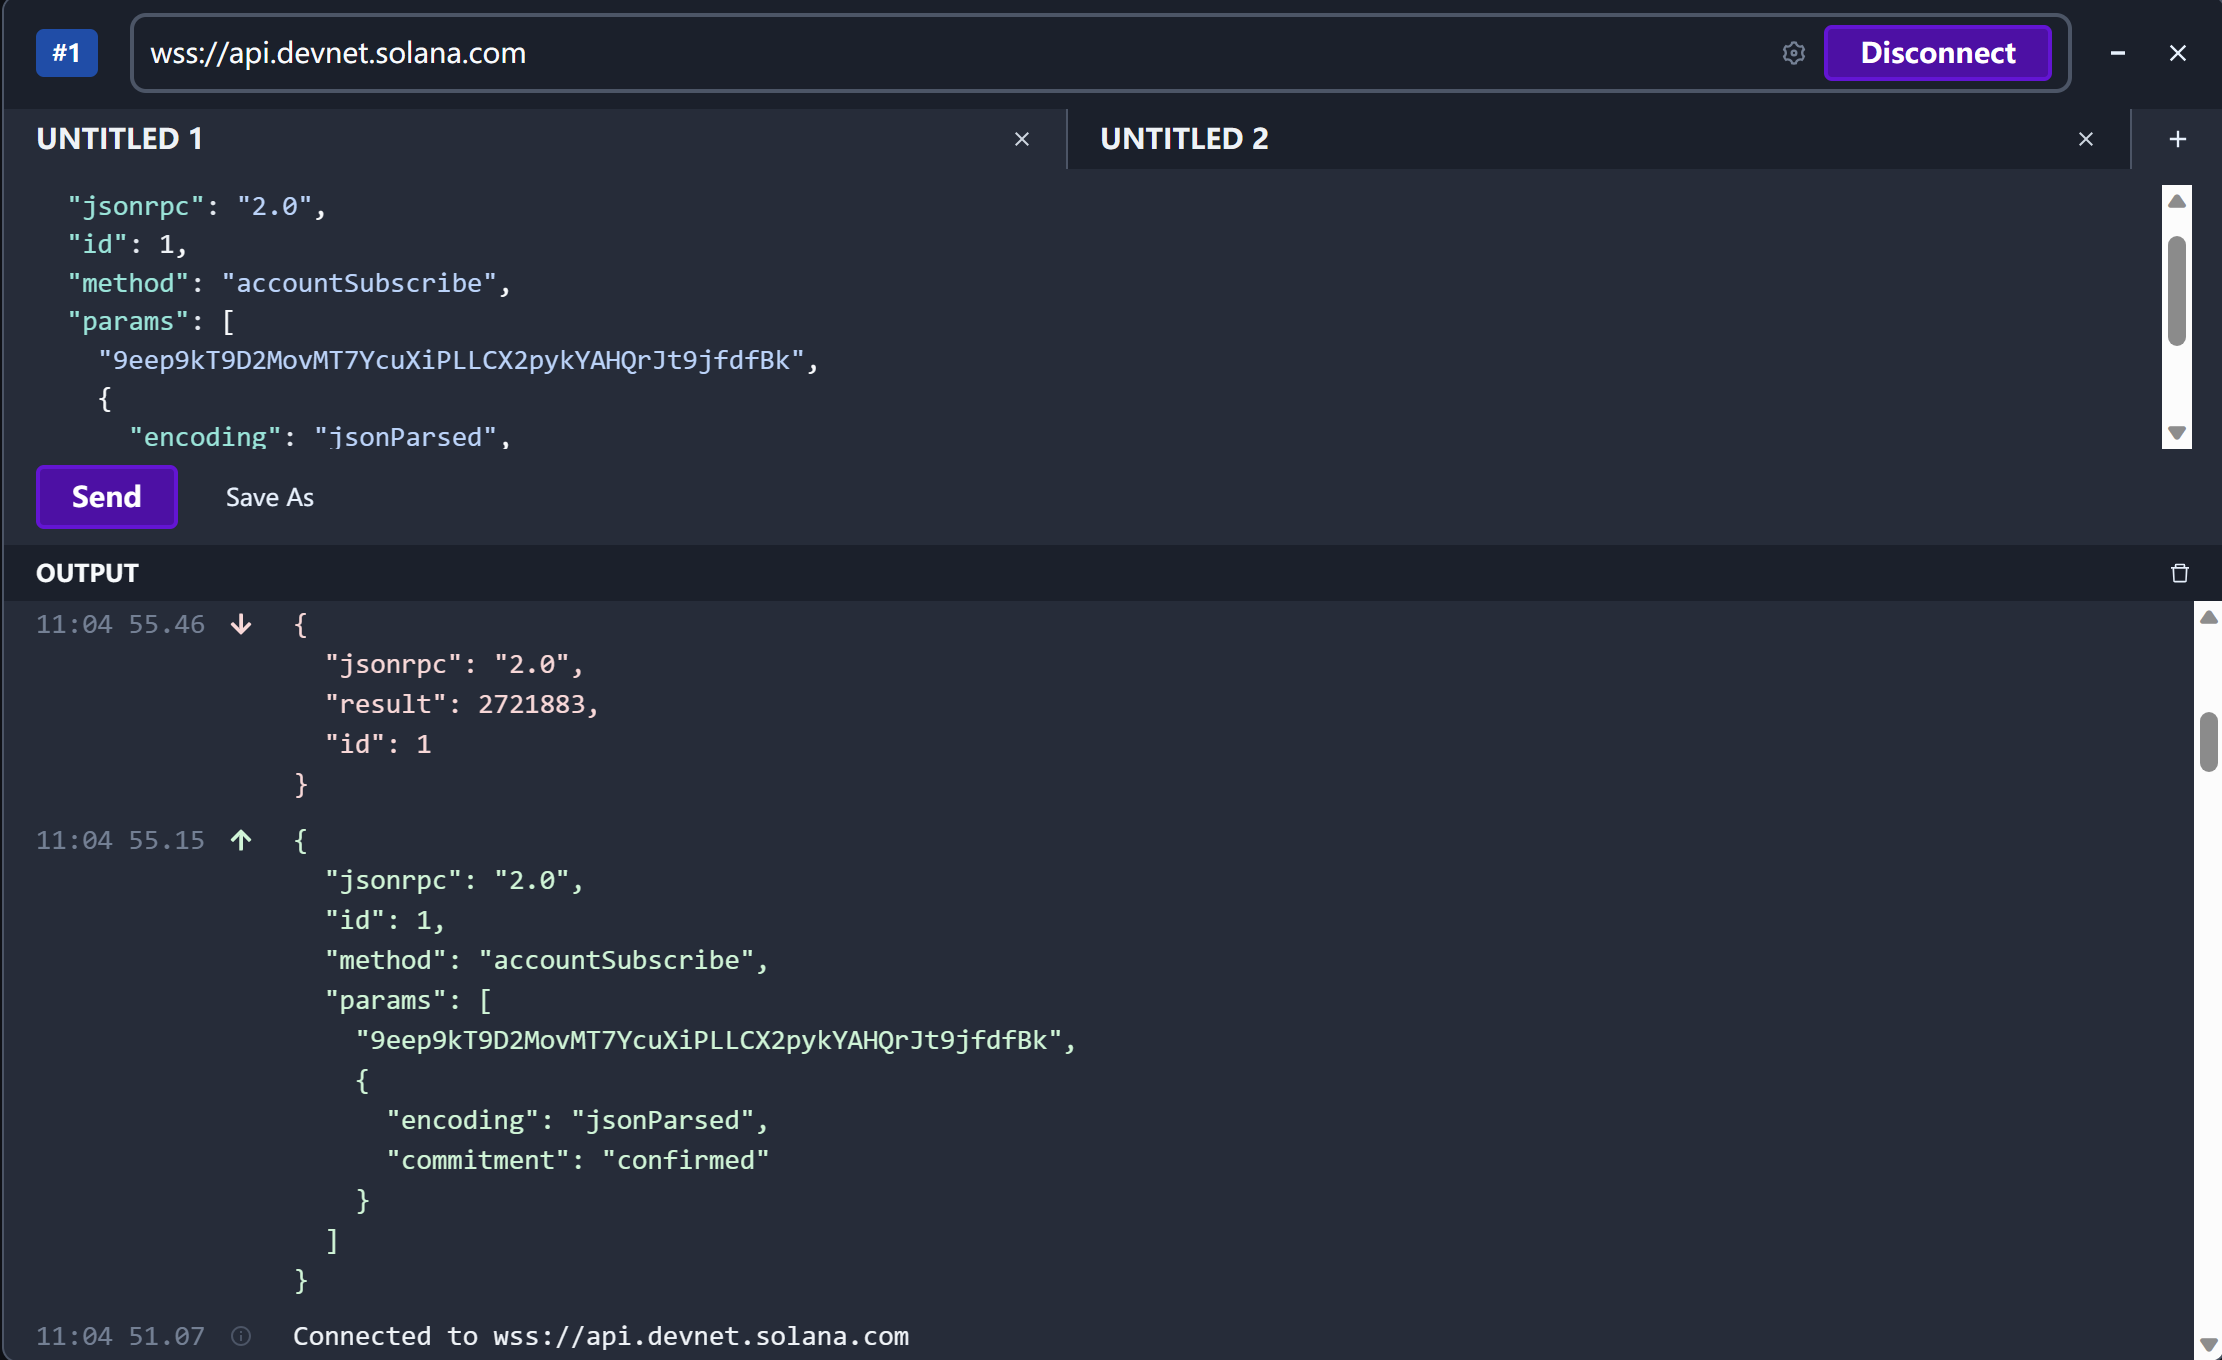 #1
wss://api.devnet.solana.com
Disconnect
UNTITLED 1
UNTITLED 2
"jsonrpc": "2.0",
"id": 1,
"method": "accountSubscribe",
"params": [
"9eep9kT9D2MovMT7YcuXiPLLCX2pykYAHQrJt9jfdfBk",
{
"encoding": "jsonParsed",
Send
Save As
OUTPUT
11:04 55.46 ↓ {
"jsonrpc": "2.0",
"result": 2721883,
"id": 1
}
11:04 55.15 ↑ {
"jsonrpc": "2.0",
"id": 1,
"method": "accountSubscribe",
"params": [
"9eep9kT9D2MovMT7YcuXiPLLCX2pykYAHQrJt9jfdfBk",
{
"encoding": "jsonParsed",
"commitment": "confirmed"
}
]
}
11:04 51.07 Connected to wss://api.devnet.solana.com